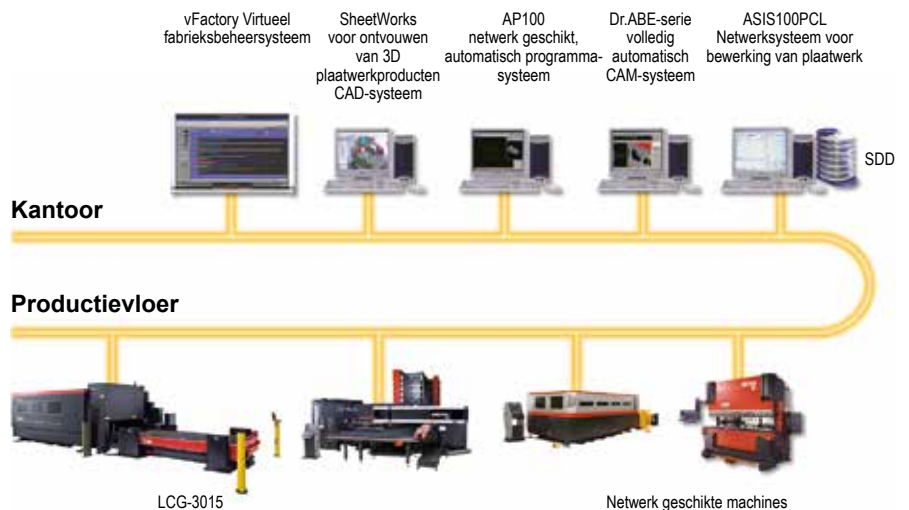 vFactory Virtueel
fabrieksbeheersysteem
SheetWorks
voor ontvouwen
van 3D
plaatwerkproducten
CAD-systeem
AP100
netwerk geschikt,
automatisch programma-
systeem
Dr.ABE-serie
volledig
automatisch
CAM-systeem
ASIS100PCL
Netwerksysteem voor
bewerking van plaatwerk
SDD
Kantoor
Productievloer
LCG-3015
Netwerk geschikte machines